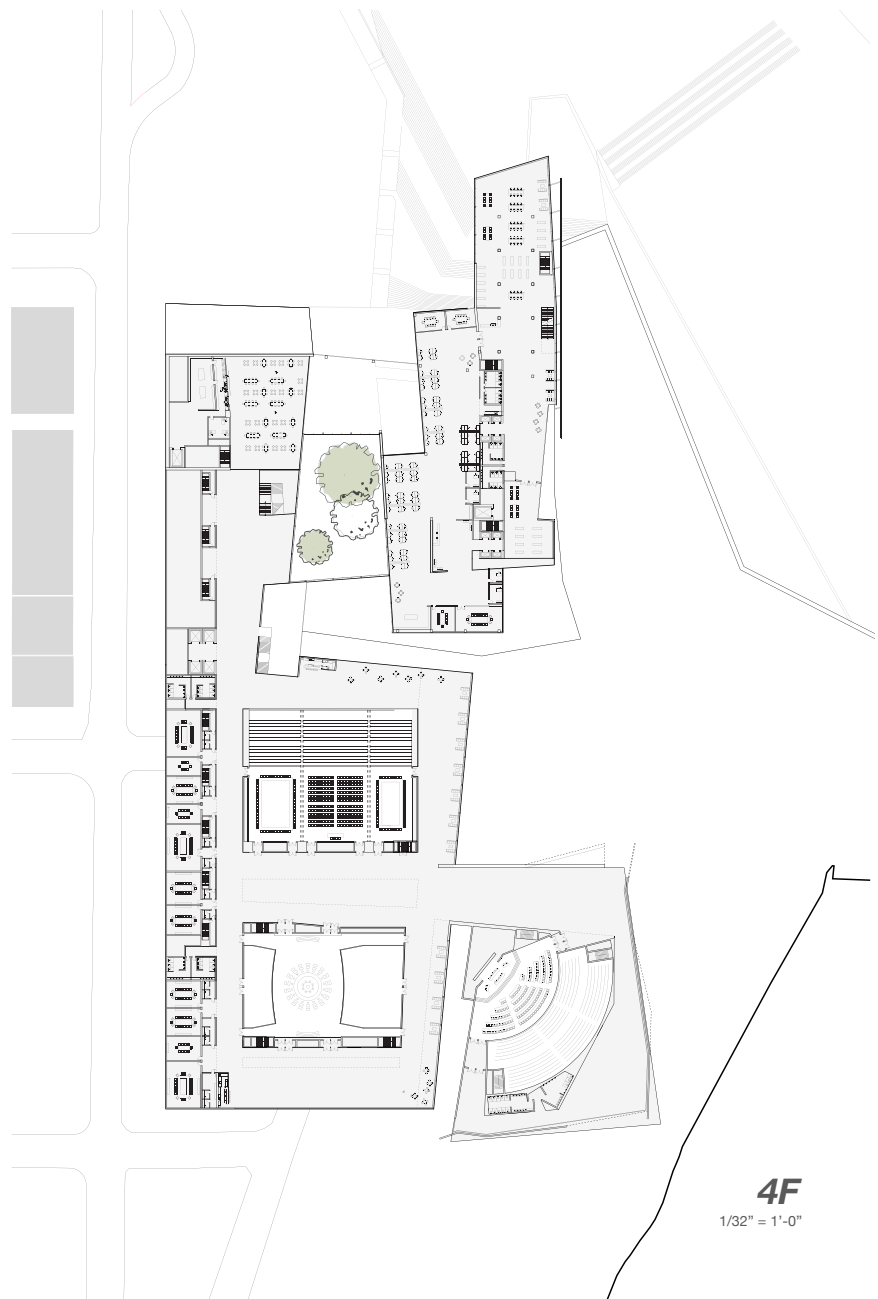 4F
1/32” = 1’-0”